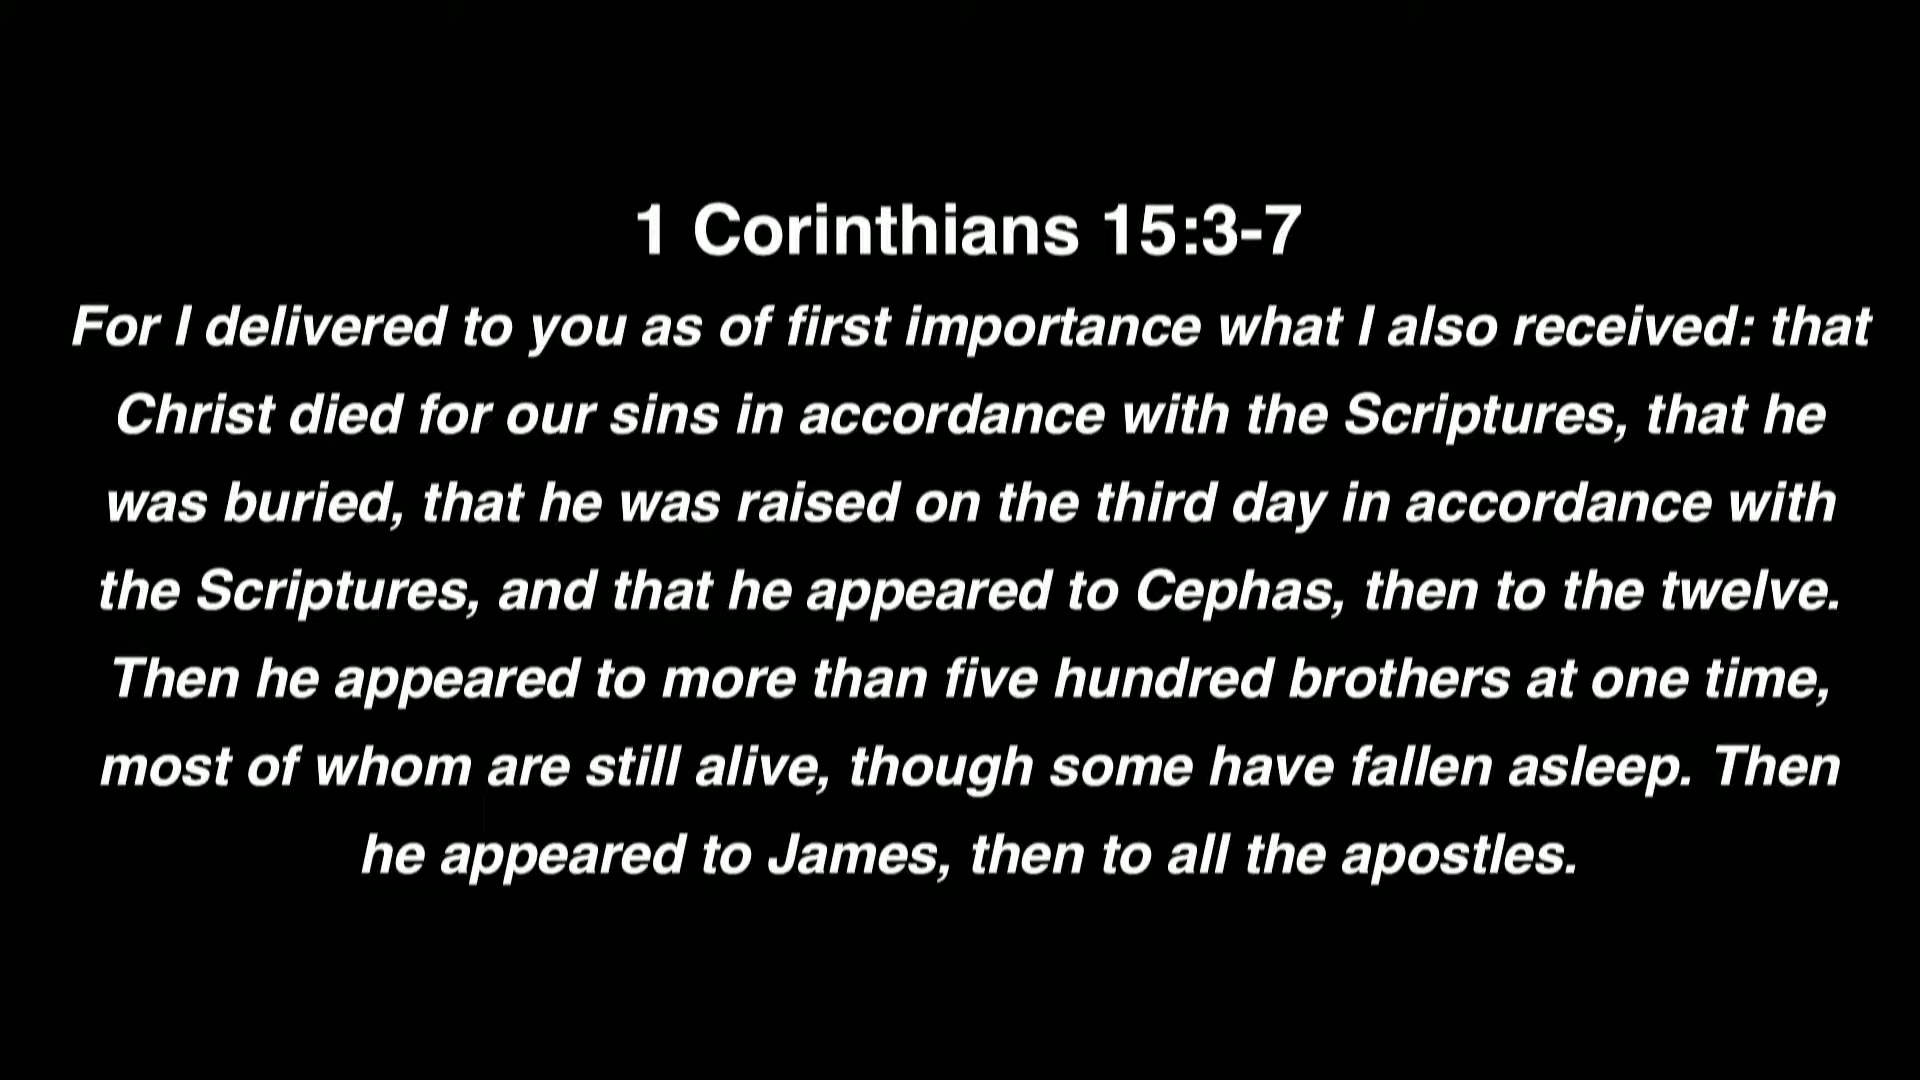 1 Corinthians 15:3-7
For I delivered to you as of first importance what I also received: that
Christ died for our sins in accordance with the Scriptures, that he
was buried, that he was raised on the third day in accordance with
the Scriptures, and that he appeared to Cephas, then to the twelve.
Then he appeared to more than five hundred brothers at one time,
most of whom are still alive, though some have fallen asleep. Then
he appeared to James, then to all the apostles.